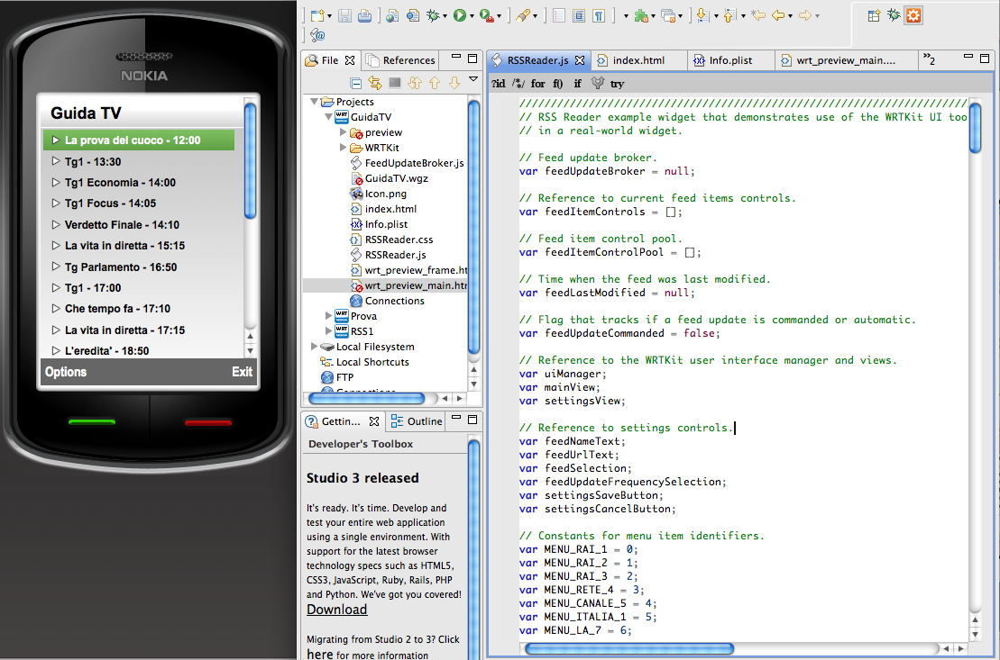 NOKIA
Guida TV
La prova del cuoco - 12:00
Tg1 - 13:30
Tg1 Economia - 14:00
Tg1 Focus - 14:05
Verdetto Finale - 14:10
La vita in diretta - 15:15
Tg Parlamento - 16:50
Tg1 - 17:00
Che tempo fa - 17:10
La vita in diretta - 17:15
L'eredita' - 18:50
Options Exit
File References
Projects
WRT GuidaTV
preview
WRTKit
FeedUpdateBroker.js
GuidaTV.wgz
Icon.png
index.html
Info.plist
RSSReader.css
RSSReader.js
wrt_preview_frame.ht
wrt_preview_main.htr
Connections
WRT Prova
WRT RSS1
Local Filesystem
Local Shortcuts
FTP
Connections
Gettin... Outline
Developer's Toolbox
Studio 3 released
It's ready. It's time. Develop and
test your entire web application
using a single environment. With
support for the latest browser
technology specs such as HTML5,
CSS3, JavaScript, Ruby, Rails, PHP
and Python. We've got you covered!
Download
Migrating from Studio 2 to 3? Click
here for more information
RSSReader.js index.html Info.plist wrt_preview_main.... »2
?id /*/ for f() if try
////////////////////////////////////////////////////////////////////////
// RSS Reader example widget that demonstrates use of the WRTKit UI too
// in a real-world widget.
// Feed update broker.
var feedUpdateBroker = null;
// Reference to current feed items controls.
var feedItemControls = [];
// Feed item control pool.
var feedItemControlPool = [];
// Time when the feed was last modified.
var feedLastModified = null;
// Flag that tracks if a feed update is commanded or automatic.
var feedUpdateCommanded = false;
// Reference to the WRTKit user interface manager and views.
var uiManager;
var mainView;
var settingsView;
// Reference to settings controls.
var feedNameText;
var feedUrlText;
var feedSelection;
var feedUpdateFrequencySelection;
var settingsSaveButton;
var settingsCancelButton;
// Constants for menu item identifiers.
var MENU_RAI_1 = 0;
var MENU_RAI_2 = 1;
var MENU_RAI_3 = 2;
var MENU_RETE_4 = 3;
var MENU_CANALE_5 = 4;
var MENU_ITALIA_1 = 5;
var MENU_LA_7 = 6;